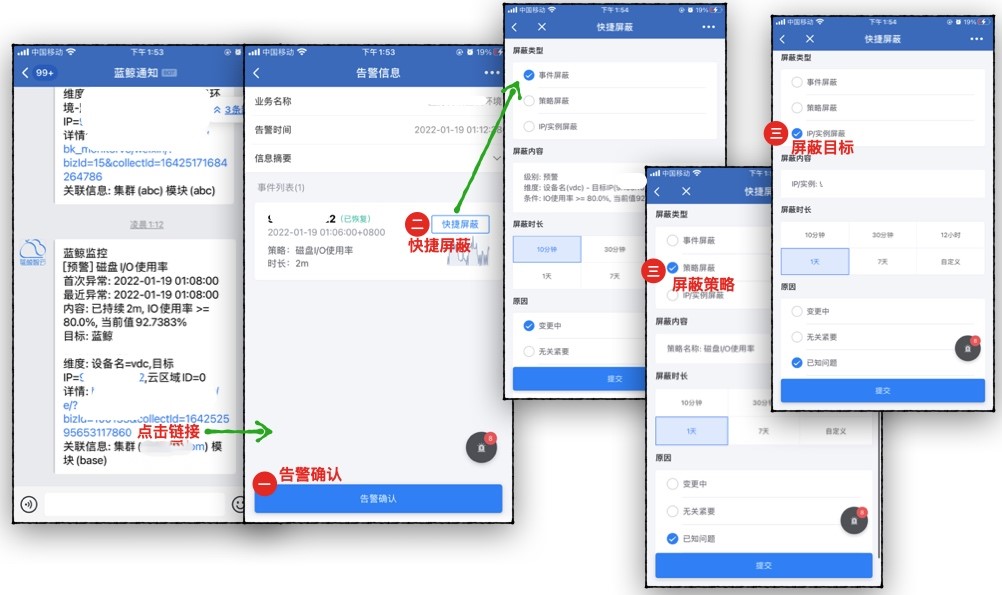 中国移动 下午1:53
99+ 蓝鲸通知 BOT
维度 环
境-
IP=
3条
详情:
bk_monitorv3/weixin/?
bizId=15&collectId=16425171684
264786
关联信息: 集群 (abc) 模块 (abc)
凌晨 1:12
蓝鲸监控
[预警] 磁盘 I/O使用率
首次异常: 2022-01-19 01:08:00
最近异常: 2022-01-19 01:08:00
内容: 已持续2m, IO使用率 >=
80.0%, 当前值92.7383%
目标: 蓝鲸
维度: 设备名=vdc,目标
IP= 2,云区域ID=0
详情:
e/?
collectId=1642525
95653117860
点击链接
关联信息: 集群 ( om) 模
块 (base)
中国移动 下午1:53 19%
告警信息
业务名称 不境
告警时间 2022-01-19 01:12:
信息摘要
事件列表(1)
.2 (已恢复)
二 快捷屏蔽
快捷屏蔽
2022-01-19 01:06:00+0800
策略: 磁盘I/O使用率
时长: 2m
8
一 告警确认
告警确认
中国移动 下午1:54 19%
快捷屏蔽
屏蔽类型
事件屏蔽
策略屏蔽
IP/实例屏蔽
屏蔽内容
级别: 预警
维度: 设备名(vdc) - 目标IP(
条件: IO使用率 >= 80.0%, 当前值92
屏蔽时长
10分钟 30分钟
1天 7天
原因
变更中
无关紧要
提交
中国移动 下午1:
快捷屏
屏蔽类型
事件屏蔽
三 策略屏蔽
屏蔽策略
IP/实例屏蔽
屏蔽内容
策略名称: 磁盘I/O使用率
屏蔽时长
10分钟 30分
1天 7天 自定义
原因
变更中
无关紧要
8
已知问题
提交
中国移动 下午1:54 19%
快捷屏蔽
屏蔽类型
事件屏蔽
策略屏蔽
三 IP/实例屏蔽
屏蔽目标
屏蔽内容
IP/实例:
屏蔽时长
10分钟 30分钟 12小时
1天 7天 自定义
原因
变更中
无关紧要
8
已知问题
提交